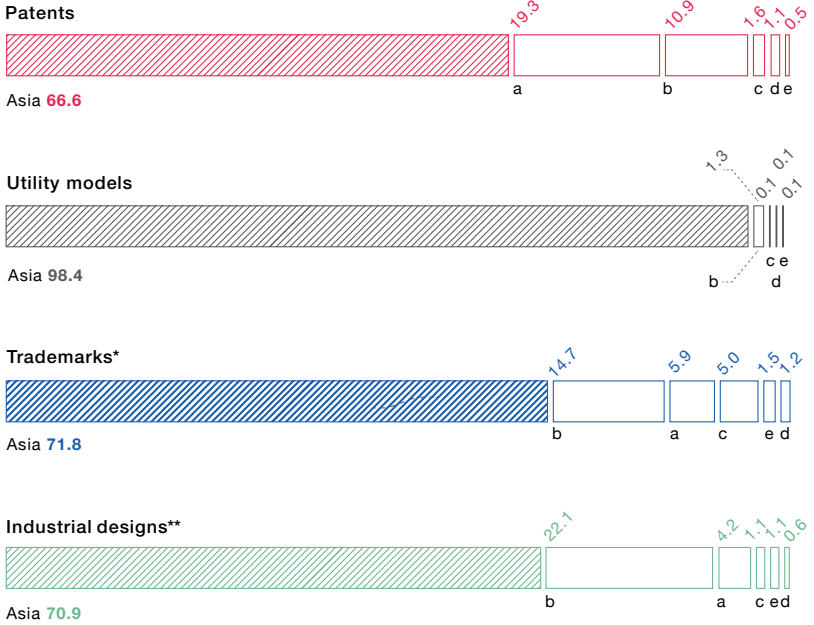 Patents
19.3 10.9 1.6 1.1 0.5
a b c d e
Asia 66.6
Utility models
1.3 0.1 0.1 0.1
c e
b d
Asia 98.4
Trademarks*
14.7 5.9 5.0 1.5 1.2
b a c e d
Asia 71.8
Industrial designs**
22.1 4.2 1.1 1.1 0.6
b a c e d
Asia 70.9